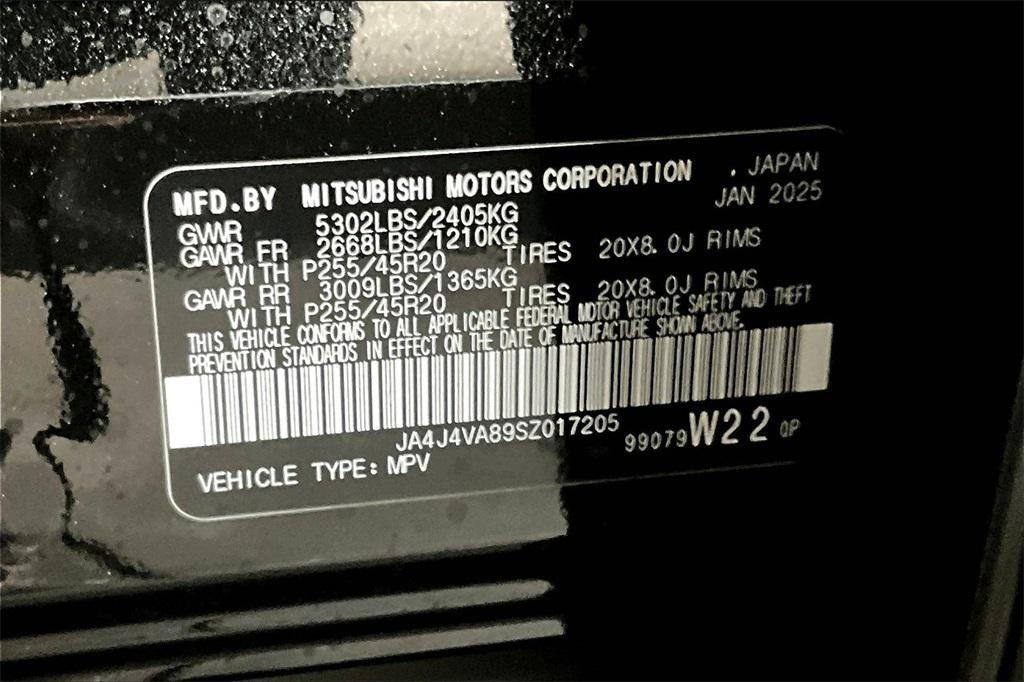 MFD.BY MITSUBISHI MOTORS CORPORATION . JAPAN
GVWR 5302LBS/2405KG JAN 2025
GAWR FR 2668LBS/1210KG
WITH P255/45R20 TIRES 20X8.0J RIMS
GAWR RR 3009LBS/1365KG
WITH P255/45R20 TIRES 20X8.0J RIMS
THIS VEHICLE CONFORMS TO ALL APPLICABLE FEDERAL MOTOR VEHICLE SAFETY AND THEFT
PREVENTION STANDARDS IN EFFECT ON THE DATE OF MANUFACTURE SHOWN ABOVE.
JA4J4VA89SZ017205 99079 W22 QP
VEHICLE TYPE: MPV